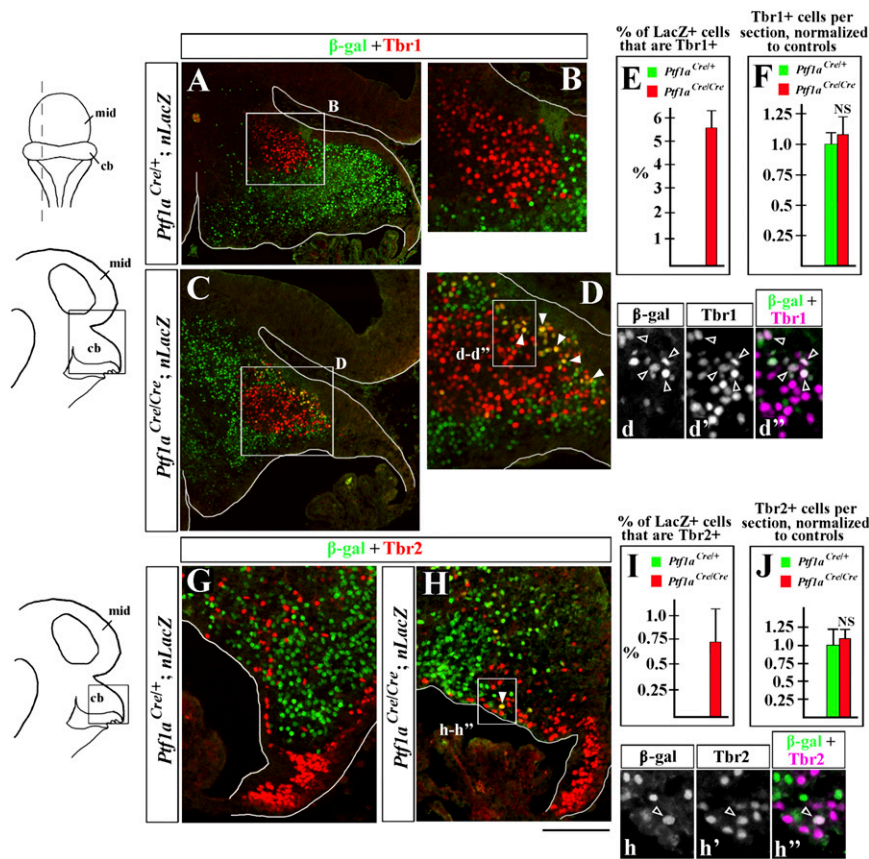 β-gal + Tbr1
% of LacZ+ cells
that are Tbr1+
Tbr1+ cells per
section, normalized
to controls
mid
cb
Ptf1a Cre/+ ; nLacZ
A
B
B
E
Ptf1a Cre/+
Ptf1a Cre/Cre
6
5
4
%
3
2
1
F
Ptf1a Cre/+
Ptf1a Cre/Cre
NS
1.25
1.0
0.75
0.5
0.25
mid
cb
Ptf1a Cre/Cre ; nLacZ
C
D
D
d-d’’
β-gal
Tbr1
β-gal +
Tbr1
d
d’
d’’
β-gal + Tbr2
% of LacZ+ cells
that are Tbr2+
Tbr2+ cells per
section, normalized
to controls
mid
cb
Ptf1a Cre/+ ; nLacZ
G
Ptf1a Cre/Cre ; nLacZ
H
h-h’’
I
Ptf1a Cre/+
Ptf1a Cre/Cre
1.0
0.75
%
0.5
0.25
J
Ptf1a Cre/+
Ptf1a Cre/Cre
NS
1.25
1.0
0.75
0.5
0.25
β-gal
Tbr2
β-gal +
Tbr2
h
h’
h’’